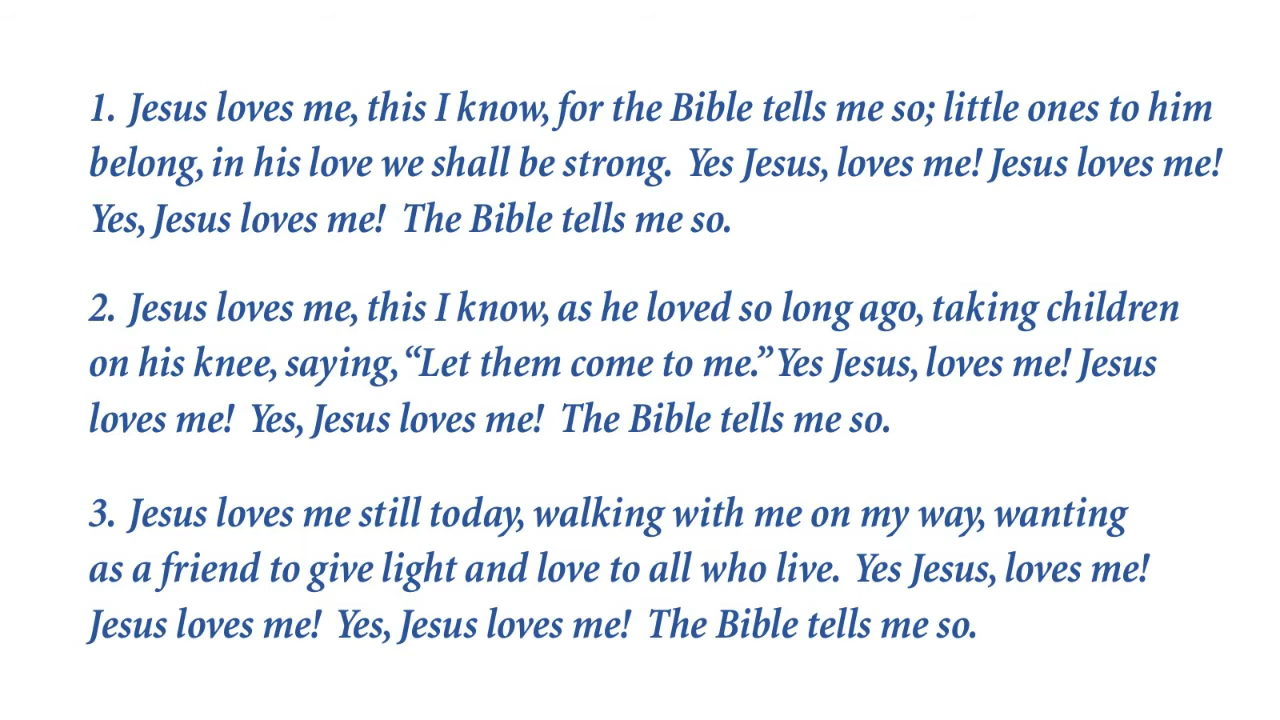 1. Jesus loves me, this I know, for the Bible tells me so; little ones to him
belong, in his love we shall be strong. Yes Jesus, loves me! Jesus loves me!
Yes, Jesus loves me! The Bible tells me so.
2. Jesus loves me, this I know, as he loved so long ago, taking children
on his knee, saying, “Let them come to me.” Yes Jesus, loves me! Jesus
loves me! Yes, Jesus loves me! The Bible tells me so.
3. Jesus loves me still today, walking with me on my way, wanting
as a friend to give light and love to all who live. Yes Jesus, loves me!
Jesus loves me! Yes, Jesus loves me! The Bible tells me so.